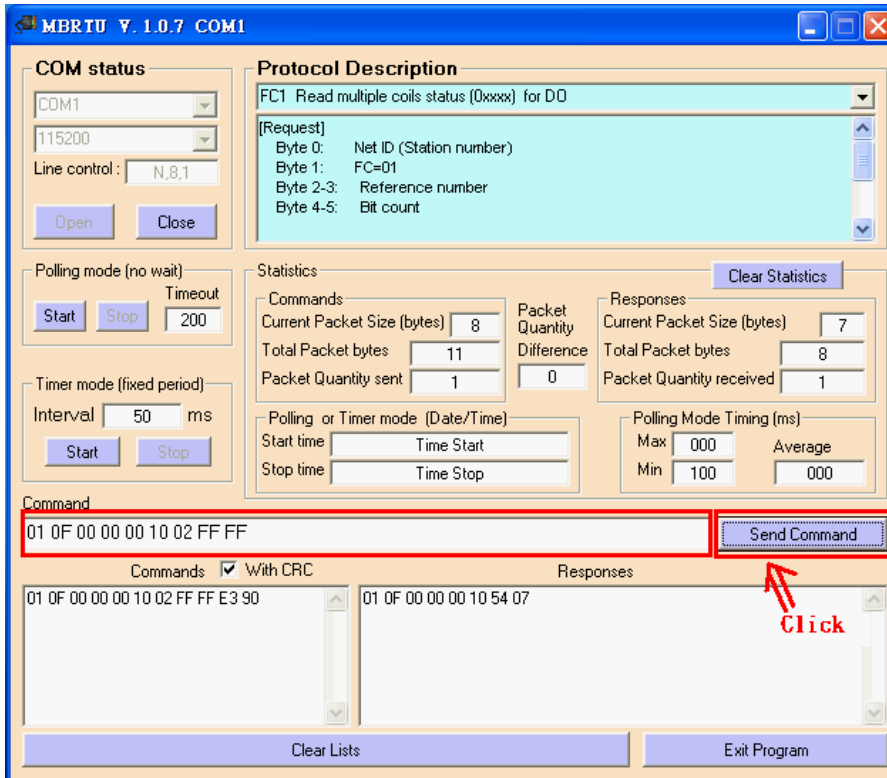 MBRTU V. 1.0.7 COM1
COM status
COM1
115200
Line control :
N,8,1
Open
Close
Protocol Description
FC1 Read multiple coils status (0xxxx) for DO
[Request]
Byte 0: Net ID (Station number)
Byte 1: FC=01
Byte 2-3: Reference number
Byte 4-5: Bit count
Polling mode (no wait)
Timeout
Start
Stop
200
Timer mode (fixed period)
Interval 50 ms
Start
Stop
Statistics
Clear Statistics
Commands
Current Packet Size (bytes) 8
Total Packet bytes 11
Packet Quantity sent 1
Packet
Quantity
Difference
0
Responses
Current Packet Size (bytes) 7
Total Packet bytes 8
Packet Quantity received 1
Polling or Timer mode (Date/Time)
Start time Time Start
Stop time Time Stop
Polling Mode Timing (ms)
Max 000
Min 100
Average
000
Command
01 0F 00 00 00 10 02 FF FF
Send Command
Commands With CRC
Responses
01 0F 00 00 00 10 02 FF FF E3 90
01 0F 00 00 00 10 54 07
Click
Clear Lists
Exit Program